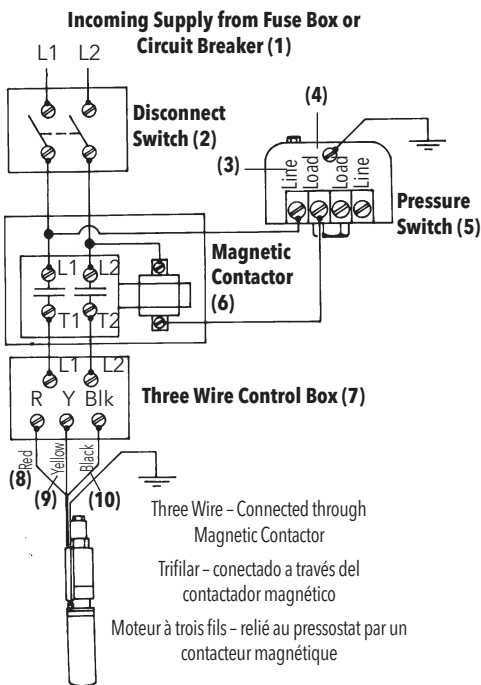 Incoming Supply from Fuse Box or
Circuit Breaker (1)
L1 L2
Disconnect
Switch (2)
(4)
(3)
Line
Load
Load
Line
Pressure
Switch (5)
Magnetic
Contactor
(6)
L1 L2
T1 T2
L1 L2
R Y Blk
Three Wire Control Box (7)
Red
Yellow
Black
(8)
(9)
(10)
Three Wire – Connected through
Magnetic Contactor
Trifilar – conectado a través del
contactador magnético
Moteur à trois fils – relié au pressostat par un
contacteur magnétique